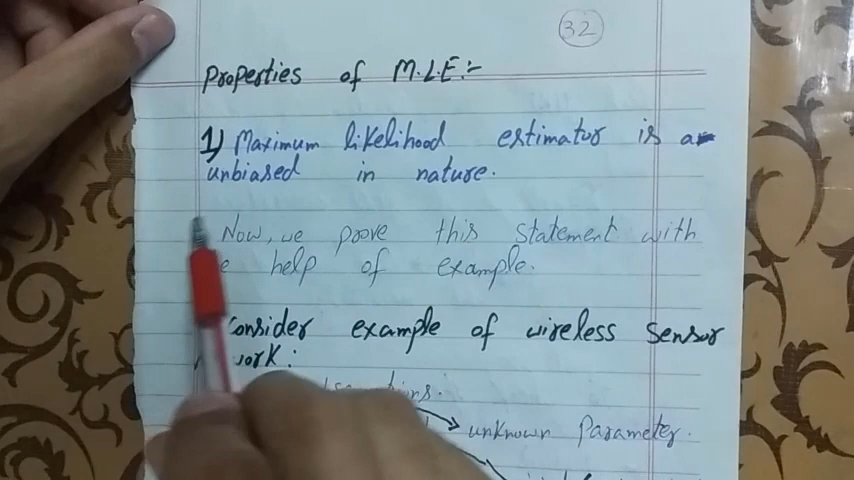 32
Properties of M.L.E:-
1) Maximum likelihood estimator is a
unbiased in nature.
Now, we prove this statement with
help of example.
Consider example of wireless sensor
work:
unknown parameter.